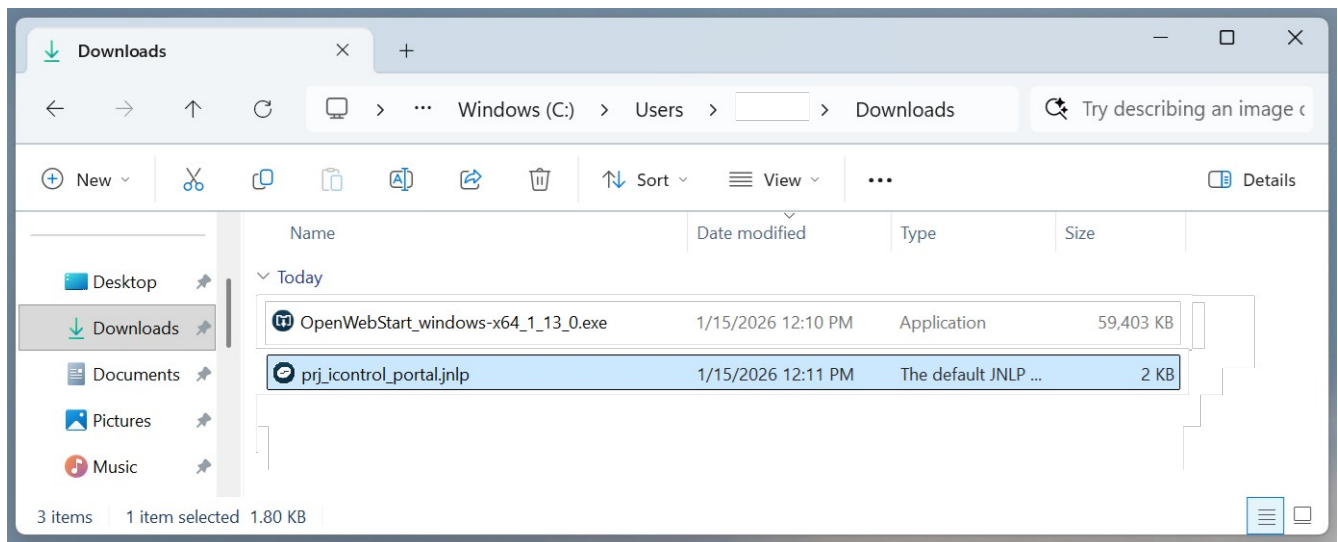 Downloads
Windows (C:) > Users > > Downloads
Try describing an image
New
Sort
View
Details
Name Date modified Type Size
Today
Desktop
Downloads
Documents
Pictures
Music
OpenWebStart_windows-x64_1_13_0.exe 1/15/2026 12:10 PM Application 59,403 KB
prj_icontrol_portal.jnlp 1/15/2026 12:11 PM The default JNLP ... 2 KB
3 items 1 item selected 1.80 KB